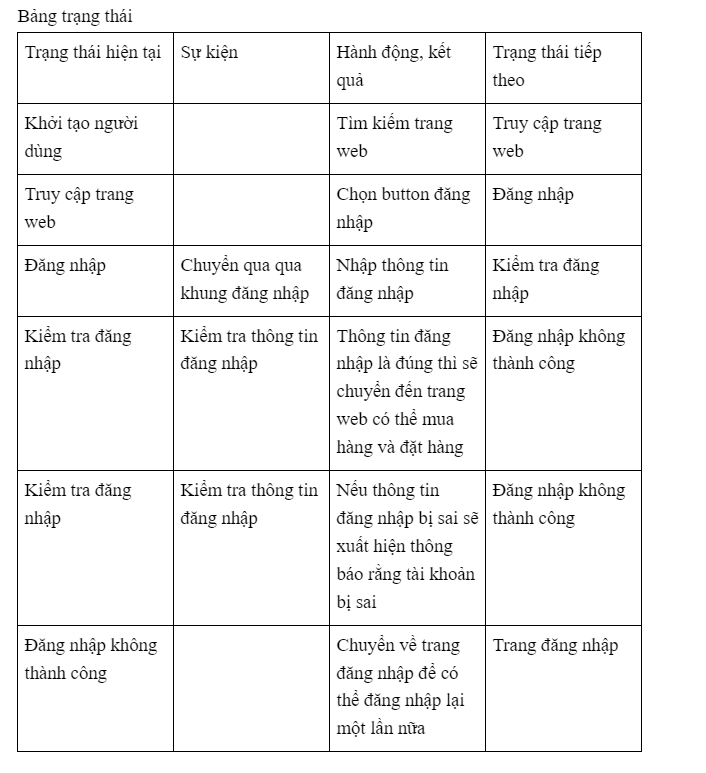 Bảng trạng thái
Trạng thái hiện tại
Sự kiện
Hành động, kết
quả
Trạng thái tiếp
theo
Khởi tạo người
dùng
Tìm kiếm trang
web
Truy cập trang
web
Truy cập trang
web
Chọn button đăng
nhập
Đăng nhập
Đăng nhập
Chuyển qua qua
khung đăng nhập
Nhập thông tin
đăng nhập
Kiểm tra đăng
nhập
Kiểm tra đăng
nhập
Kiểm tra thông tin
đăng nhập
Thông tin đăng
nhập là đúng thì sẽ
chuyển đến trang
web có thể mua
hàng và đặt hàng
Đăng nhập không
thành công
Kiểm tra đăng
nhập
Kiểm tra thông tin
đăng nhập
Nếu thông tin
đăng nhập bị sai sẽ
xuất hiện thông
báo rằng tài khoản
bị sai
Đăng nhập không
thành công
Đăng nhập không
thành công
Chuyển về trang
đăng nhập để có
thể đăng nhập lại
một lần nữa
Trang đăng nhập